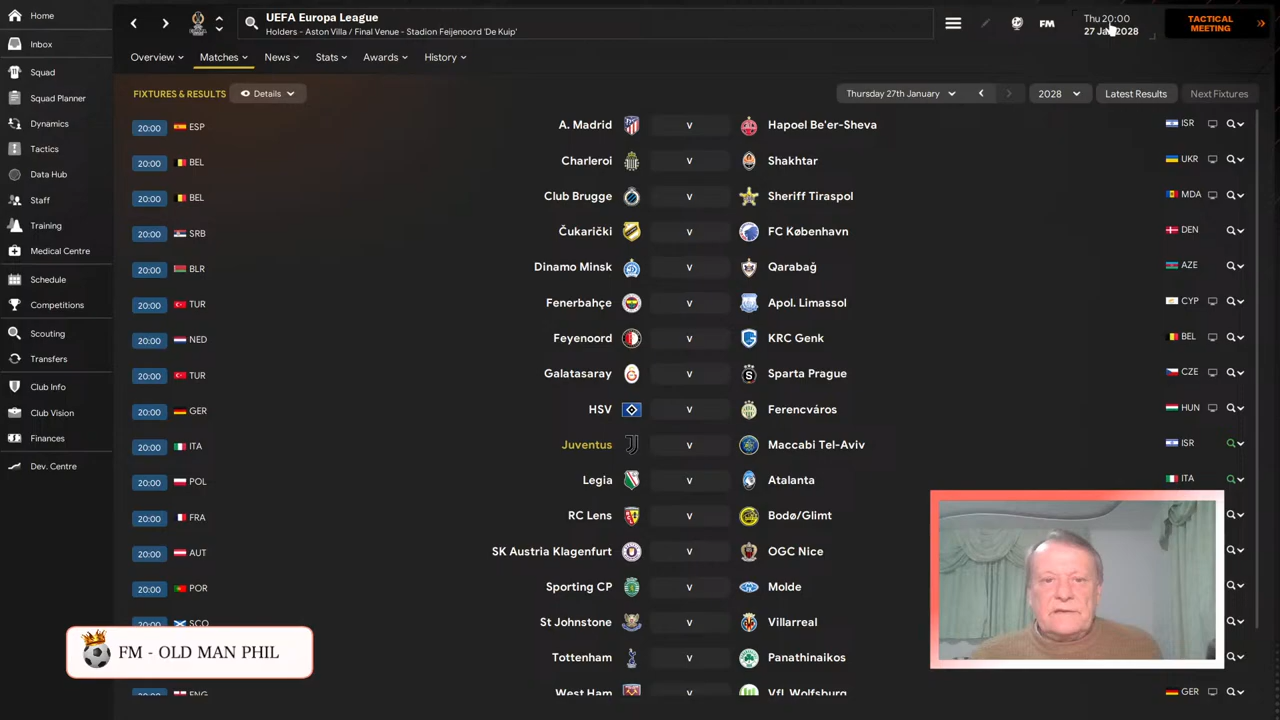 Home
UEFA Europa League
Holders - Aston Villa / Final Venue - Stadion Feijenoord 'De Kuip'
FM
Thu 20:00
27 Jan 2028
TACTICAL
MEETING
Inbox
Squad
Squad Planner
Dynamics
Tactics
Data Hub
Staff
Training
Medical Centre
Schedule
Competitions
Scouting
Transfers
Club Info
Club Vision
Finances
Dev. Centre
Overview Matches News Stats Awards History
FIXTURES & RESULTS Details Thursday 27th January 2028 Latest Results Next Fixtures
20:00 ESP A. Madrid v Hapoel Be'er-Sheva ISR
20:00 BEL Charleroi v Shakhtar UKR
20:00 BEL Club Brugge v Sheriff Tiraspol MDA
20:00 SRB Čukarički v FC København DEN
20:00 BLR Dinamo Minsk v Qarabağ AZE
20:00 TUR Fenerbahçe v Apol. Limassol CYP
20:00 NED Feyenoord v KRC Genk BEL
20:00 TUR Galatasaray v Sparta Prague CZE
20:00 GER HSV v Ferencváros HUN
20:00 ITA Juventus v Maccabi Tel-Aviv ISR
20:00 POL Legia v Atalanta ITA
20:00 FRA RC Lens v Bodø/Glimt
20:00 AUT SK Austria Klagenfurt v OGC Nice
20:00 POR Sporting CP v Molde
20:00 SCO St Johnstone v Villarreal
Tottenham v Panathinaikos
20:00 ENG West Ham v VfL Wolfsburg GER
FM - OLD MAN PHIL